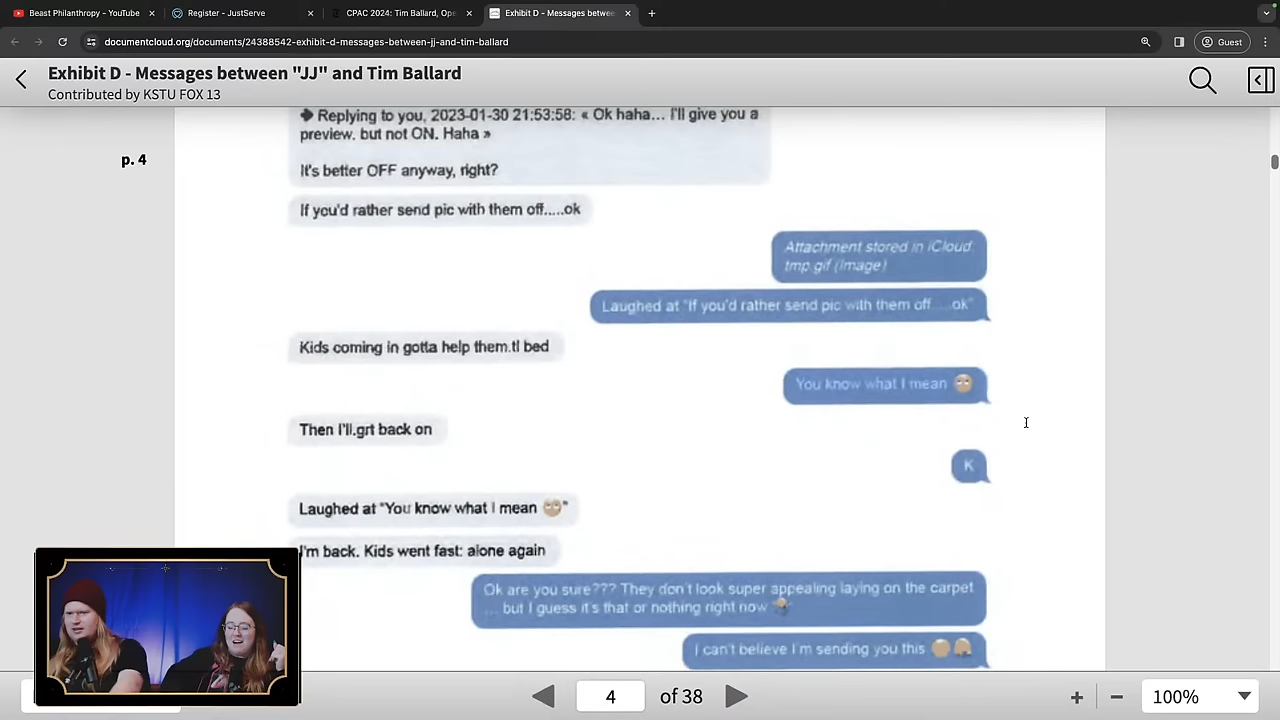 Beast Philanthropy - YouTube
Register - JustServe
CPAC 2024: Tim Ballard, Ope
Exhibit D - Messages betwee
documentcloud.org/documents/24388542-exhibit-d-messages-between-jj-and-tim-ballard
Guest
Exhibit D - Messages between "JJ" and Tim Ballard
Contributed by KSTU FOX 13
p. 4
Replying to you, 2023-01-30 21:53:58: « Ok haha... I'll give you a
preview. but not ON. Haha »
It's better OFF anyway, right?
If you'd rather send pic with them off.....ok
Attachment stored in iCloud
tmp.gif (Image)
Laughed at "If you'd rather send pic with them off.....ok"
Kids coming in gotta help them.tl bed
You know what I mean 🙄
Then I'll.grt back on
K
Laughed at "You know what I mean 🙄"
I'm back. Kids went fast: alone again
Ok are you sure??? They don't look super appealing laying on the carpet
... but I guess it's that or nothing right now
I can't believe I'm sending you this
4 of 38
100%